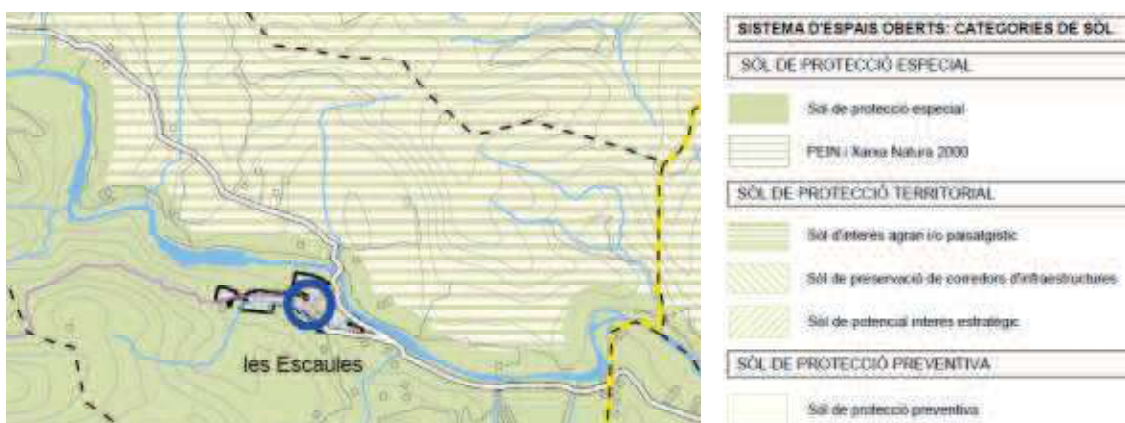 les Escaules
SISTEMA D'ESPAIS OBERTS: CATEGORIES DE SÒL
SÒL DE PROTECCIÓ ESPECIAL
Sòl de protecció especial
PEIN i Xarxa Natura 2000
SÒL DE PROTECCIÓ TERRITORIAL
Sòl d'interès agrari i/o paisatgístic
Sòl de preservació de corredors d'infraestructures
Sòl de potencial interès estratègic
SÒL DE PROTECCIÓ PREVENTIVA
Sòl de protecció preventiva